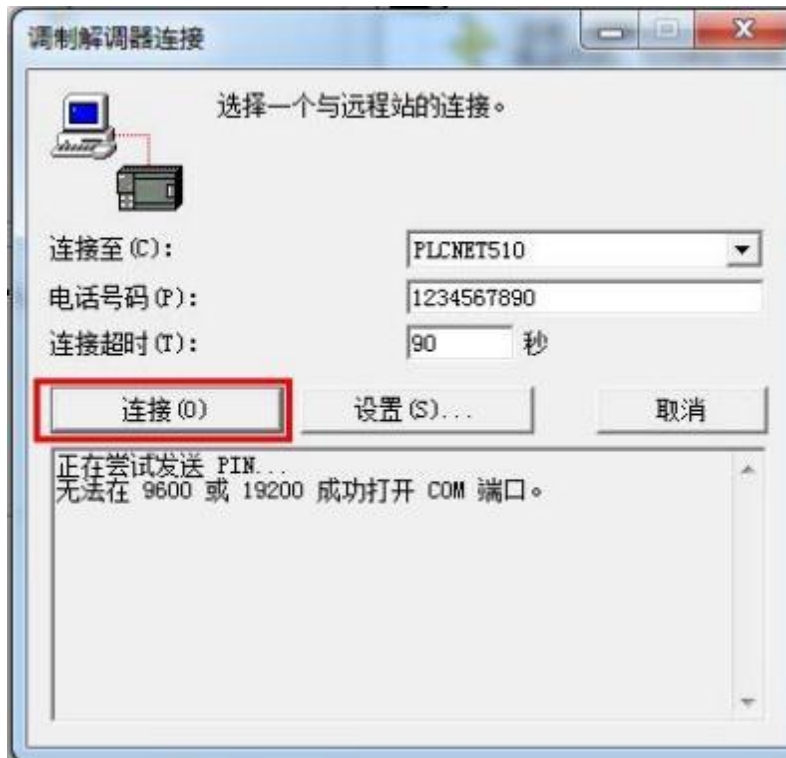 调制解调器连接
选择一个与远程站的连接。
连接至(C): PLCNET510
电话号码(P): 1234567890
连接超时(T): 90 秒
连接(O) 设置(S)... 取消
正在尝试发送 PIN...
无法在 9600 或 19200 成功打开 COM 端口。